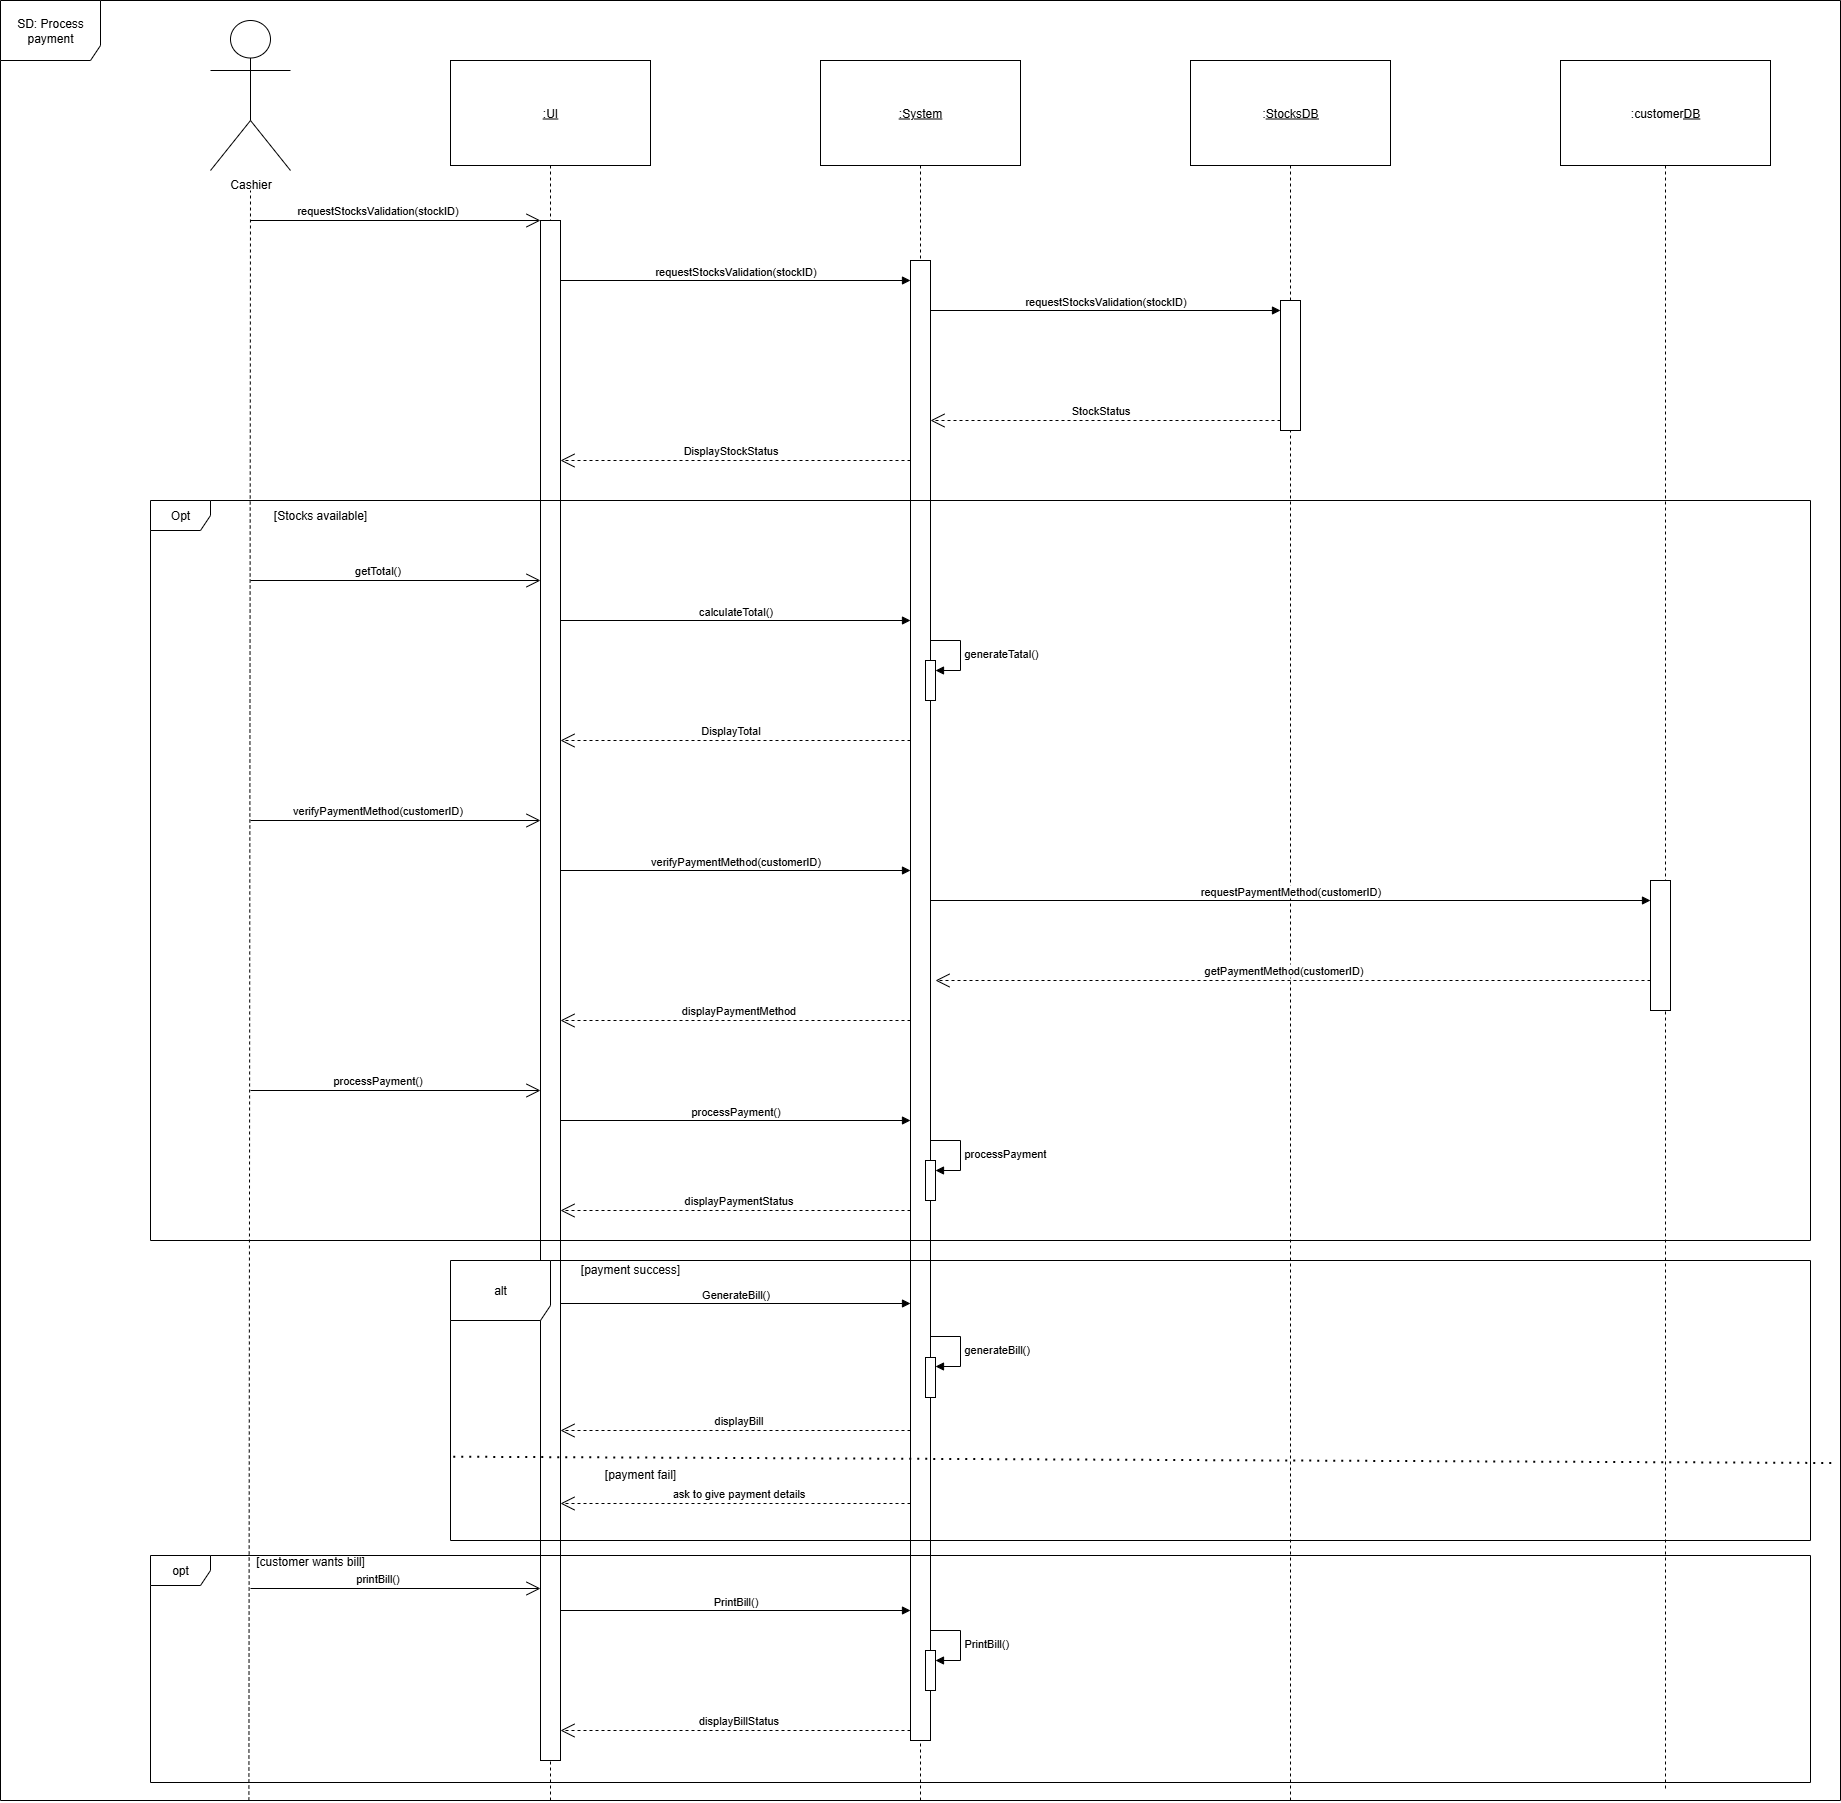 SD: Process
payment
Cashier
:UI
:System
:StocksDB
:customerDB
requestStocksValidation(stockID)
requestStocksValidation(stockID)
requestStocksValidation(stockID)
StockStatus
DisplayStockStatus
Opt
[Stocks available]
getTotal()
calculateTotal()
generateTatal()
DisplayTotal
verifyPaymentMethod(customerID)
verifyPaymentMethod(customerID)
requestPaymentMethod(customerID)
getPaymentMethod(customerID)
displayPaymentMethod
processPayment()
processPayment()
processPayment
displayPaymentStatus
alt
[payment success]
GenerateBill()
generateBill()
displayBill
[payment fail]
ask to give payment details
opt
[customer wants bill]
printBill()
PrintBill()
PrintBill()
displayBillStatus